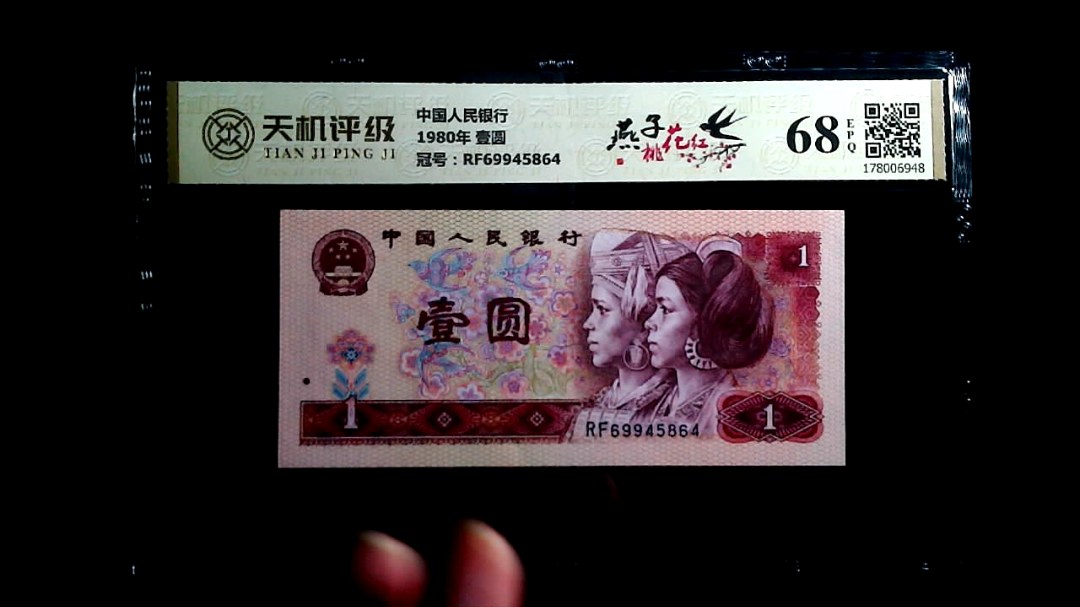 天机评级
TIAN JI PING JI
中国人民银行
1980年 壹圆
冠号：RF69945864
燕子
桃花红
68
EPQ
178006948
中国人民银行
1
壹圆
1
RF69945864
1